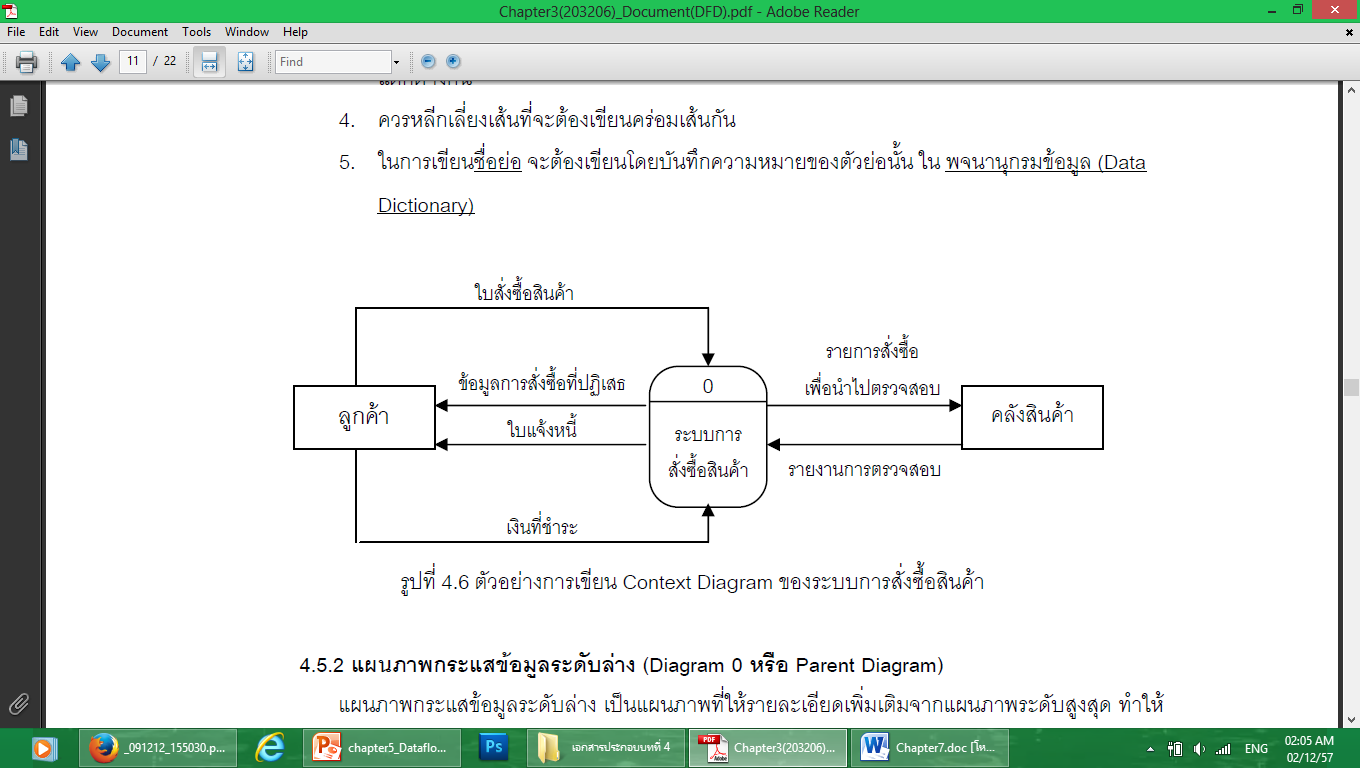 Chapter3(203206)_Document(DFD).pdf - Adobe Reader
File Edit View Document Tools Window Help
11 / 22 Find
4. ควรหลีกเลี่ยงเส้นที่จะต้องเขียนคร่อมเส้นกัน
5. ในการเขียนชื่อย่อ จะต้องเขียนโดยบันทึกความหมายของตัวย่อนั้น ใน พจนานุกรมข้อมูล (Data
Dictionary)
ใบสั่งซื้อสินค้า
รายการสั่งซื้อ
เพื่อนำไปตรวจสอบ
ข้อมูลการสั่งซื้อที่ปฏิเสธ
0
ลูกค้า
คลังสินค้า
ใบแจ้งหนี้
ระบบการ
สั่งซื้อสินค้า
รายงานการตรวจสอบ
เงินที่ชำระ
รูปที่ 4.6 ตัวอย่างการเขียน Context Diagram ของระบบการสั่งซื้อสินค้า
4.5.2 แผนภาพกระแสข้อมูลระดับล่าง (Diagram 0 หรือ Parent Diagram)
แผนภาพกระแสข้อมูลระดับล่าง เป็นแผนภาพที่ให้รายละเอียดเพิ่มเติมจากแผนภาพระดับสูงสุด ทำให้
_091212_155030.p... chapter5_Dataflo... Ps เอกสารประกอบบทที่ 4 Chapter3(203206)... Chapter7.doc [โห... ENG 02:05 AM
02/12/57